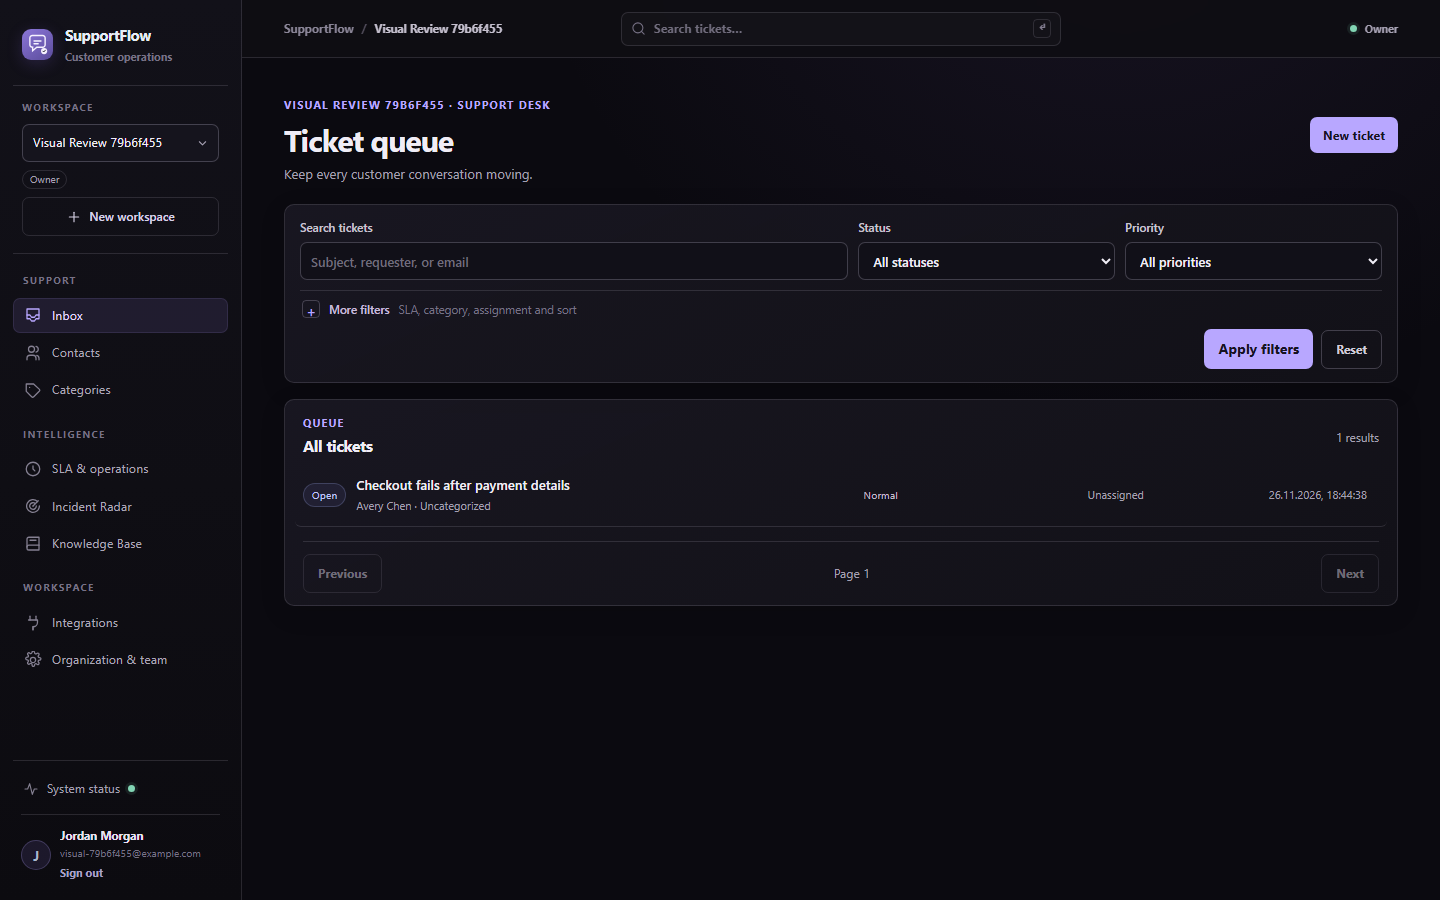 SupportFlow
Customer operations
WORKSPACE
Visual Review 79b6f455
Owner
New workspace
SUPPORT
Inbox
Contacts
Categories
INTELLIGENCE
SLA & operations
Incident Radar
Knowledge Base
WORKSPACE
Integrations
Organization & team
System status
J
Jordan Morgan
visual-79b6f455@example.com
Sign out
SupportFlow / Visual Review 79b6f455
Search tickets...
Owner
VISUAL REVIEW 79B6F455 · SUPPORT DESK
Ticket queue
Keep every customer conversation moving.
New ticket
Search tickets
Subject, requester, or email
Status
All statuses
Priority
All priorities
+ More filters SLA, category, assignment and sort
Apply filters
Reset
QUEUE
All tickets
1 results
Open
Checkout fails after payment details
Avery Chen · Uncategorized
Normal
Unassigned
26.11.2026, 18:44:38
Previous
Page 1
Next